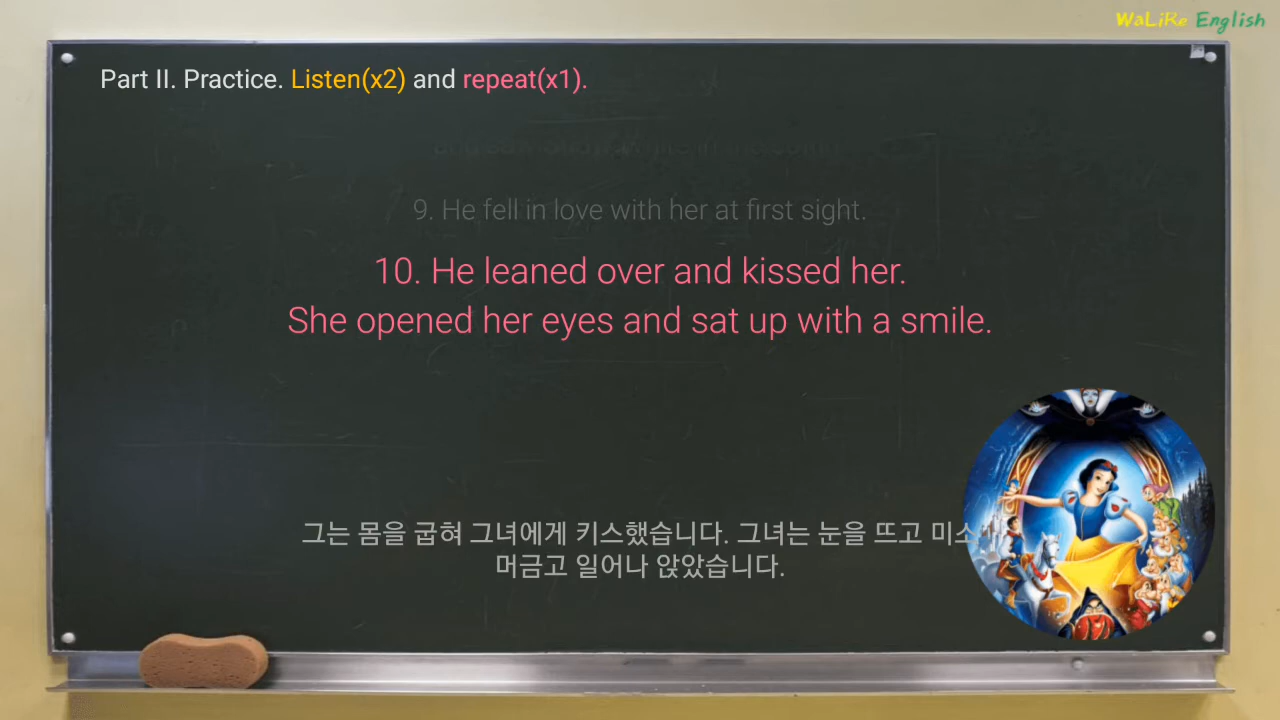 WaLiRe English
Part II. Practice. Listen(x2) and repeat(x1).
9. He fell in love with her at first sight.
10. He leaned over and kissed her.
She opened her eyes and sat up with a smile.
그는 몸을 굽혀 그녀에게 키스했습니다. 그녀는 눈을 뜨고 미소
머금고 일어나 앉았습니다.